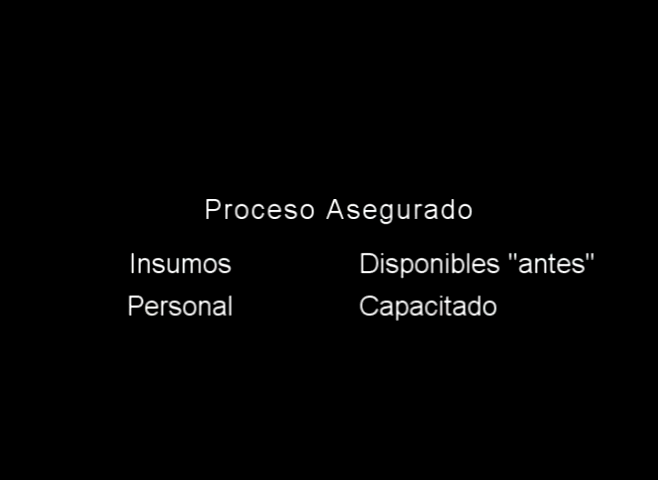 Proceso Asegurado
Insumos Disponibles "antes"
Personal Capacitado